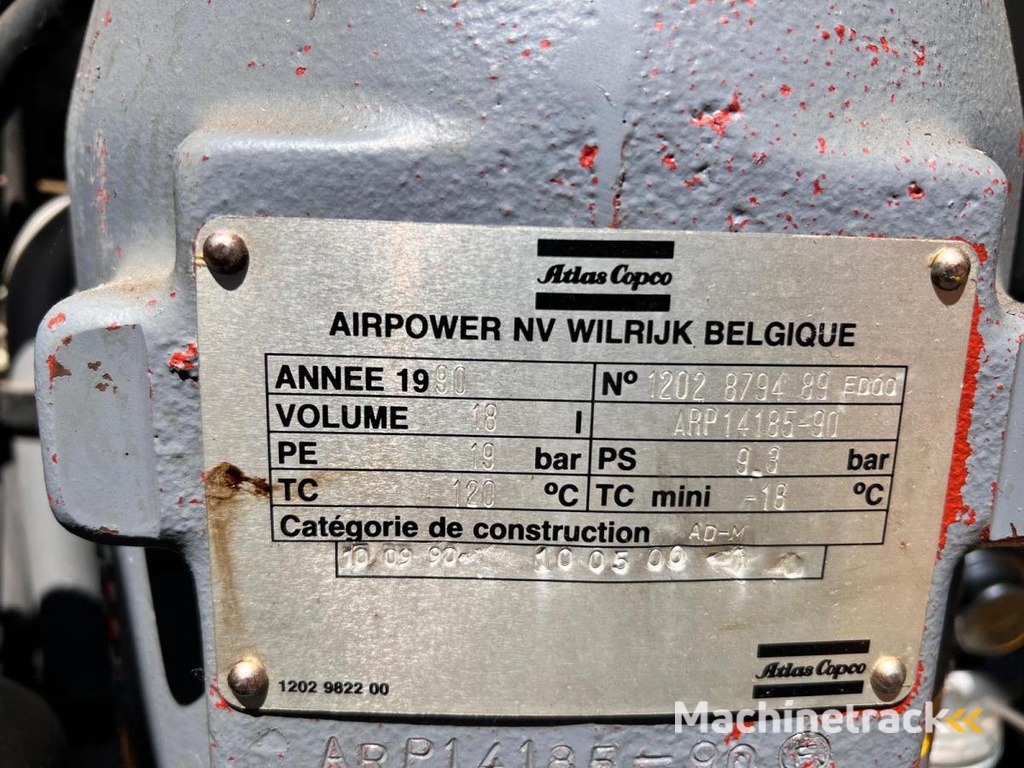 Atlas Copco
AIRPOWER NV WILRIJK BELGIQUE
ANNEE 1990 Nº 1202 8794 89
VOLUME 18 l ARP14185-90
PE 19 bar PS 9.3 bar
TC 120 ºC TC mini -18 ºC
Catégorie de construction AD-M
10 09 90 10 05 00
Atlas Copco
1202 9822 00
Machinetrack
ARP14185-90